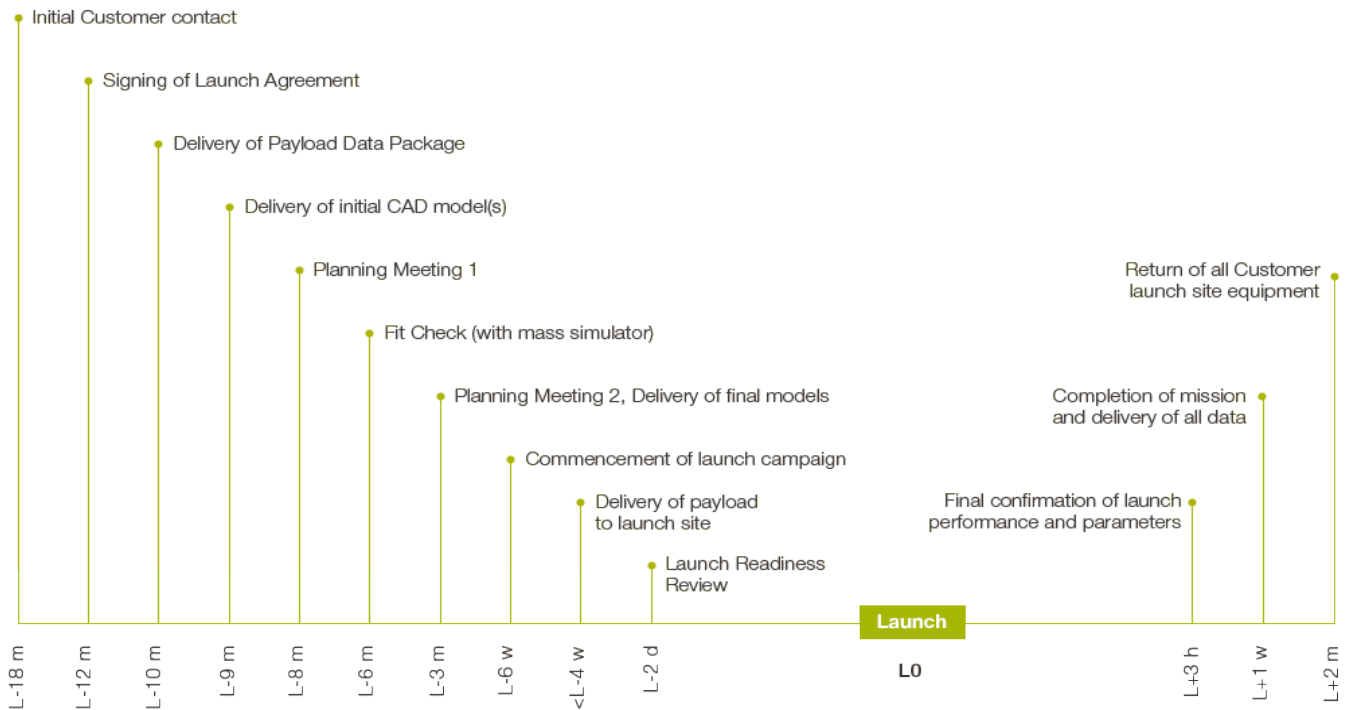 Initial Customer contact
Signing of Launch Agreement
Delivery of Payload Data Package
Delivery of initial CAD model(s)
Planning Meeting 1
Return of all Customer
launch site equipment
Fit Check (with mass simulator)
Planning Meeting 2, Delivery of final models
Completion of mission
and delivery of all data
Commencement of launch campaign
Delivery of payload
to launch site
Final confirmation of launch
performance and parameters
Launch Readiness
Review
Launch
L-18 m
L-12 m
L-10 m
L-9 m
L-8 m
L-6 m
L-3 m
L-6 w
<L-4 w
L-2 d
L0
L+3 h
L+1 w
L+2 m